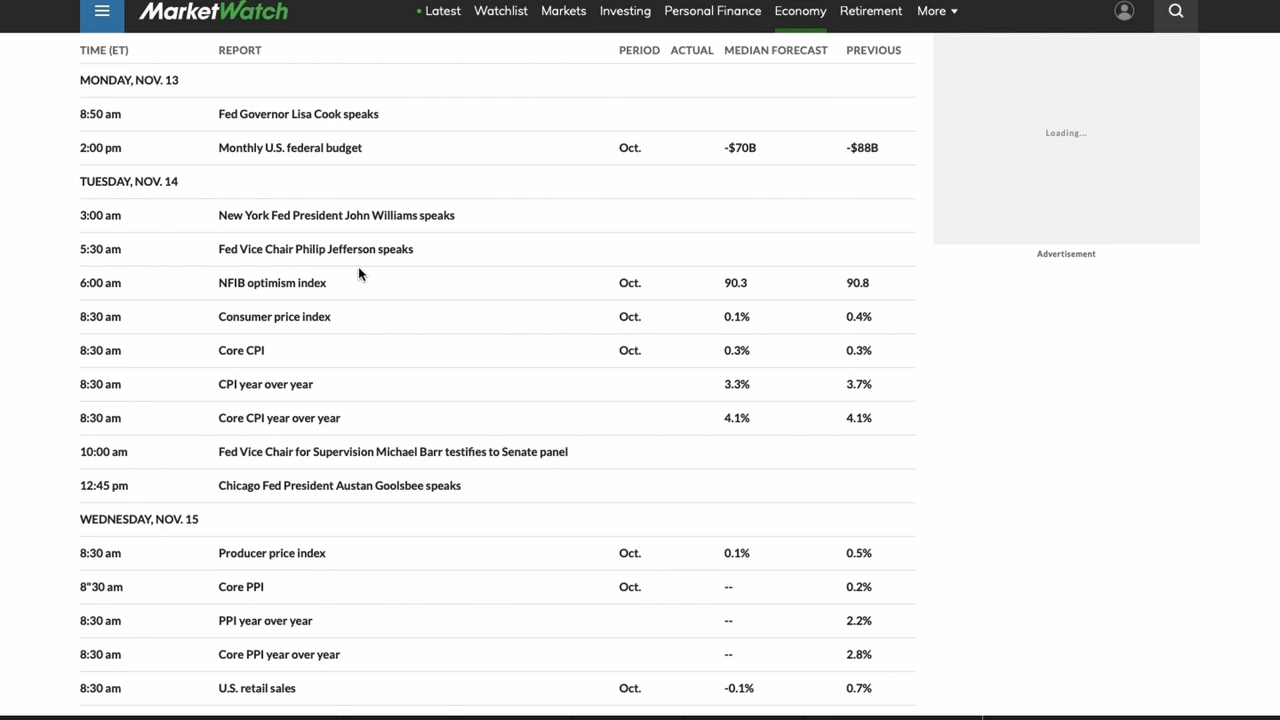 MarketWatch
• Latest Watchlist Markets Investing Personal Finance Economy Retirement More
TIME (ET) REPORT PERIOD ACTUAL MEDIAN FORECAST PREVIOUS
MONDAY, NOV. 13
8:50 am Fed Governor Lisa Cook speaks
2:00 pm Monthly U.S. federal budget Oct. -$70B -$88B
TUESDAY, NOV. 14
3:00 am New York Fed President John Williams speaks
5:30 am Fed Vice Chair Philip Jefferson speaks
6:00 am NFIB optimism index Oct. 90.3 90.8
8:30 am Consumer price index Oct. 0.1% 0.4%
8:30 am Core CPI Oct. 0.3% 0.3%
8:30 am CPI year over year 3.3% 3.7%
8:30 am Core CPI year over year 4.1% 4.1%
10:00 am Fed Vice Chair for Supervision Michael Barr testifies to Senate panel
12:45 pm Chicago Fed President Austan Goolsbee speaks
WEDNESDAY, NOV. 15
8:30 am Producer price index Oct. 0.1% 0.5%
8"30 am Core PPI Oct. -- 0.2%
8:30 am PPI year over year -- 2.2%
8:30 am Core PPI year over year -- 2.8%
8:30 am U.S. retail sales Oct. -0.1% 0.7%
Loading...
Advertisement